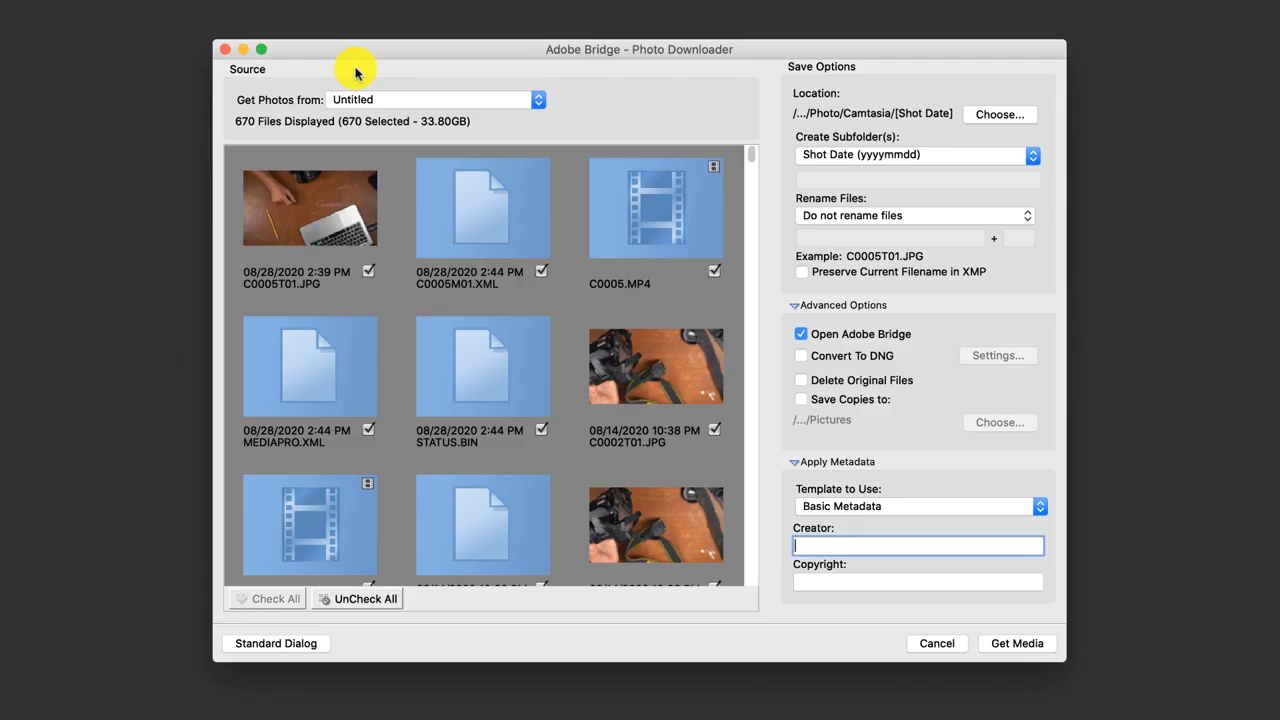 Adobe Bridge - Photo Downloader
Source
Get Photos from: Untitled
670 Files Displayed (670 Selected - 33.80GB)
08/28/2020 2:39 PM
C0005T01.JPG
08/28/2020 2:44 PM
C0005M01.XML
C0005.MP4
08/28/2020 2:44 PM
MEDIAPRO.XML
08/28/2020 2:44 PM
STATUS.BIN
08/14/2020 10:38 PM
C0002T01.JPG
Check All
UnCheck All
Standard Dialog
Save Options
Location:
/.../Photo/Camtasia/[Shot Date] Choose...
Create Subfolder(s):
Shot Date (yyyymmdd)
Rename Files:
Do not rename files
+
Example: C0005T01.JPG
Preserve Current Filename in XMP
Advanced Options
Open Adobe Bridge
Convert To DNG Settings...
Delete Original Files
Save Copies to:
/.../Pictures Choose...
Apply Metadata
Template to Use:
Basic Metadata
Creator:
Copyright:
Cancel
Get Media